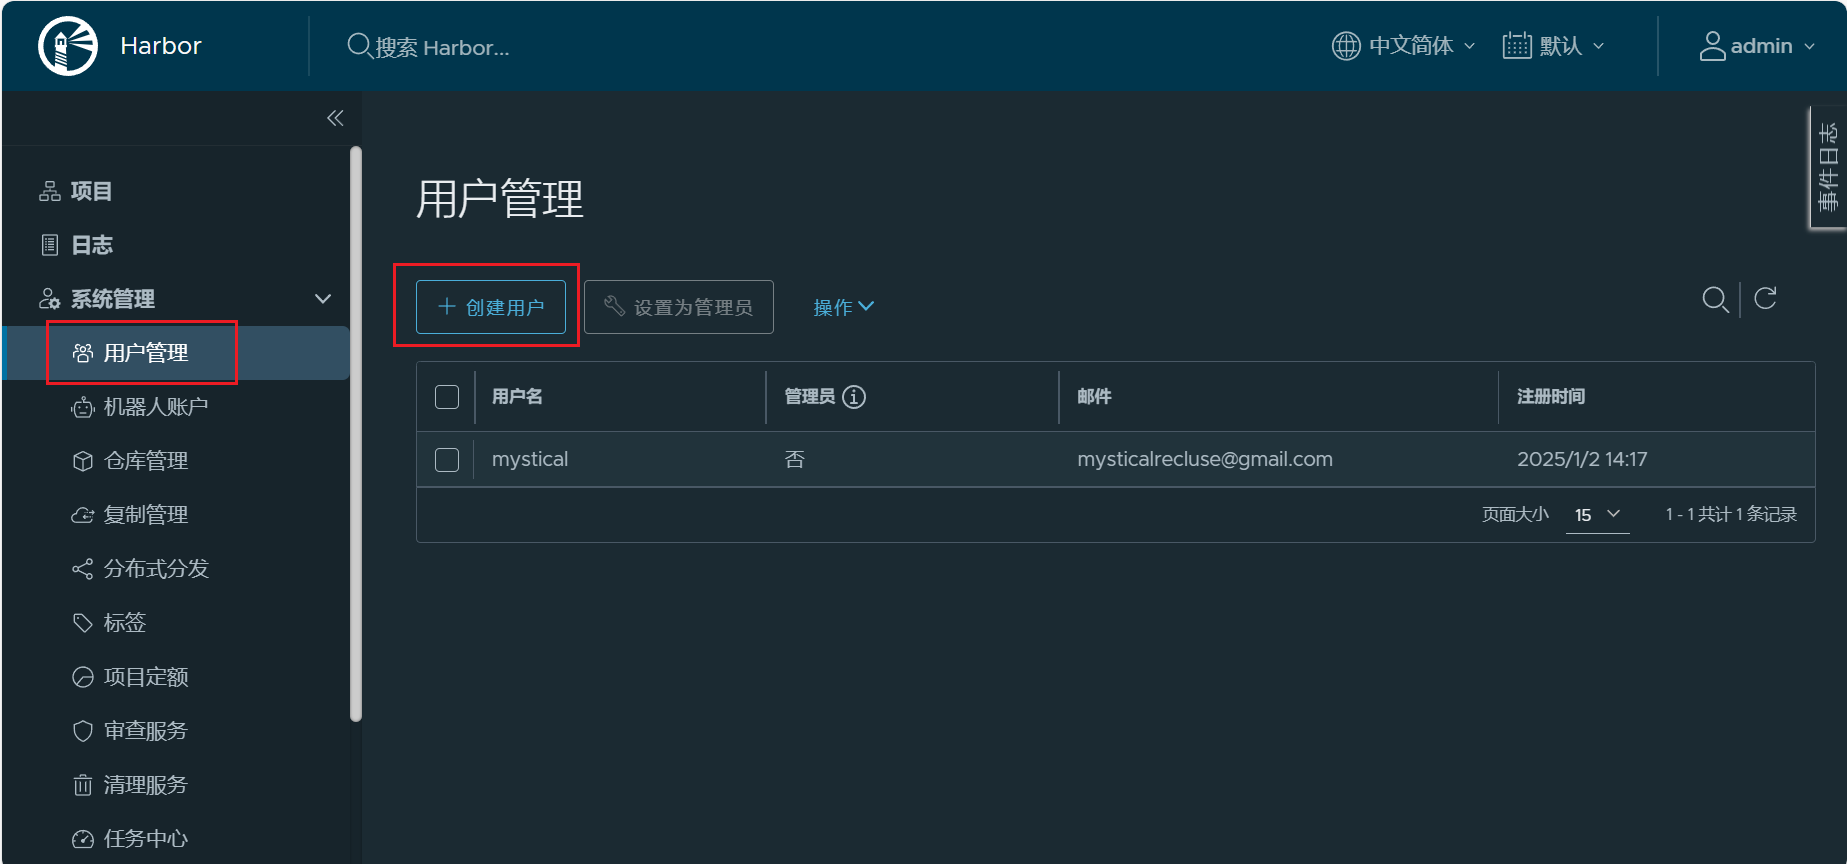 Harbor
搜索 Harbor...
中文简体
默认
admin
事件日志
项目
日志
系统管理
用户管理
机器人账户
仓库管理
复制管理
分布式分发
标签
项目定额
审查服务
清理服务
任务中心
用户管理
创建用户
设置为管理员
操作
用户名 管理员 邮件 注册时间
mystical 否 mysticalrecluse@gmail.com 2025/1/2 14:17
页面大小 15 1 - 1 共计 1 条记录